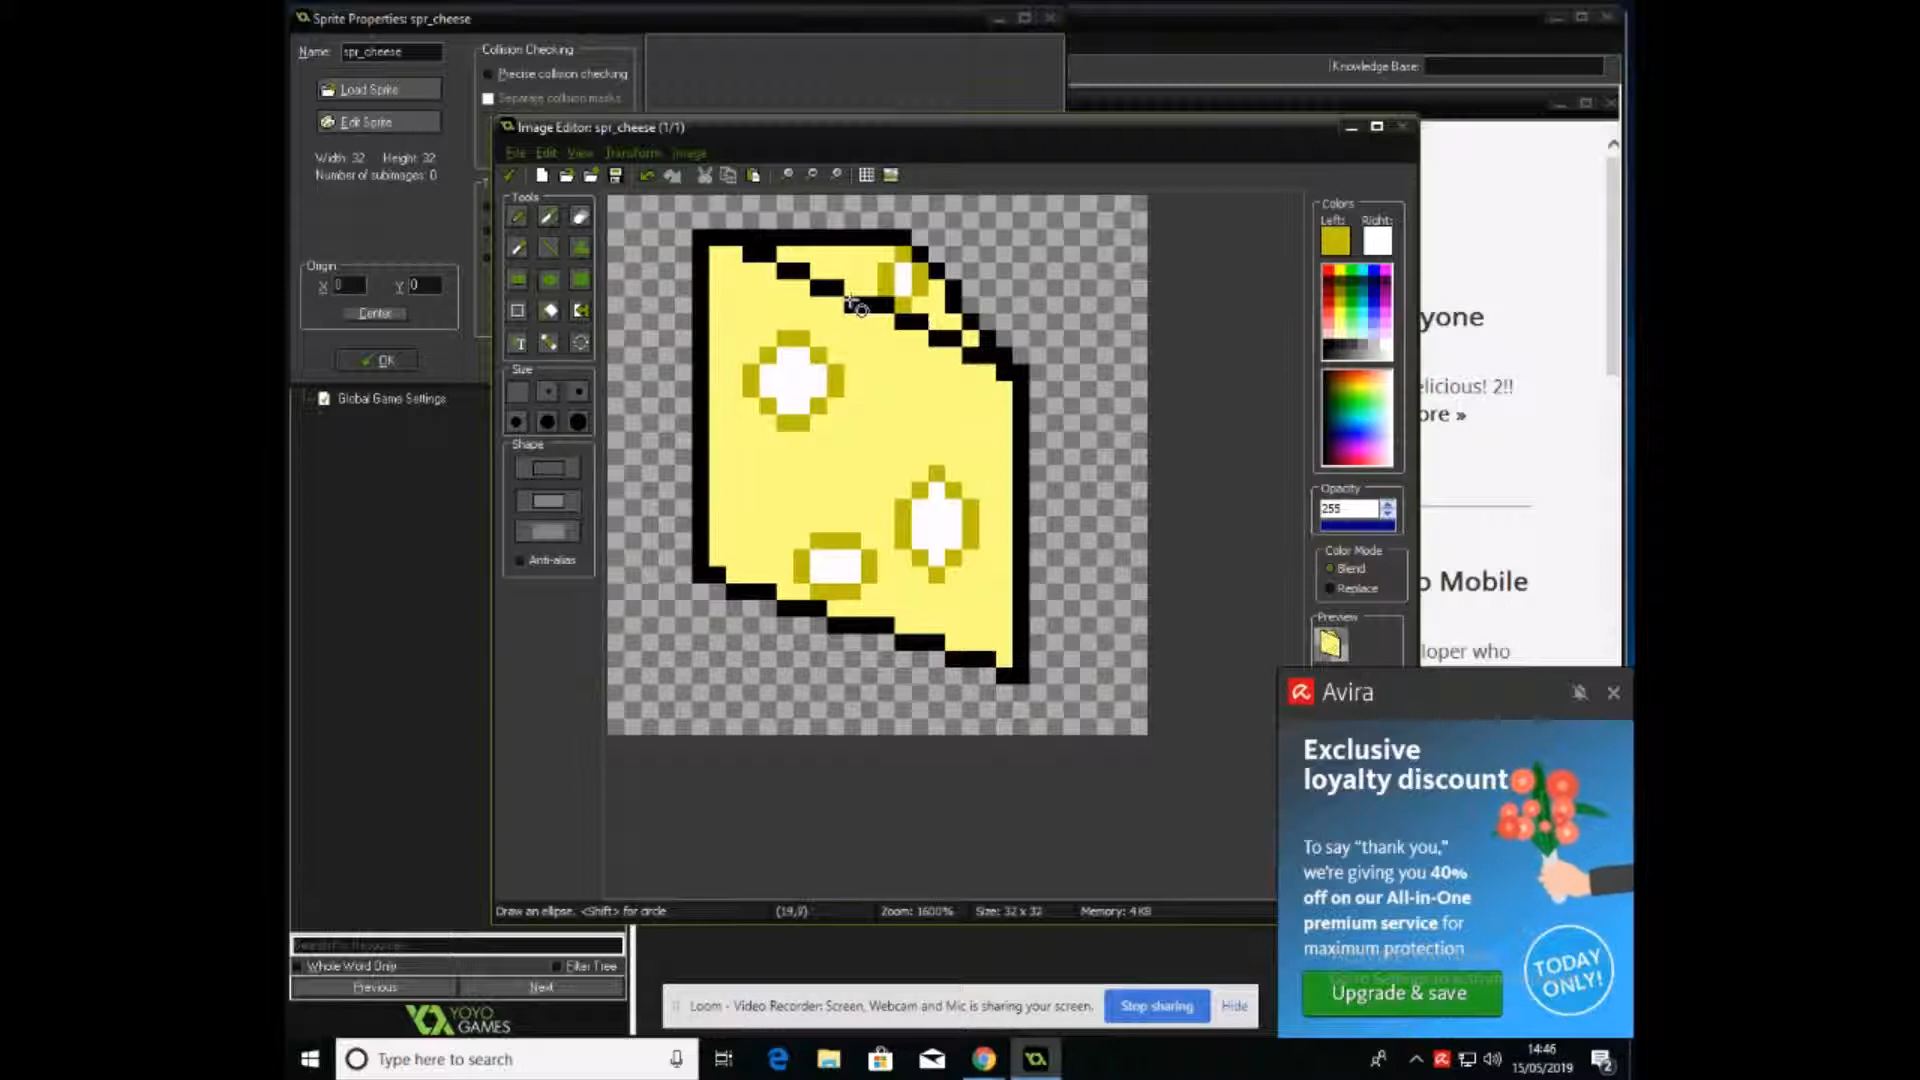 Sprite Properties: spr_cheese
Name: spr_cheese
Collision Checking
Precise collision checking
Separate collision masks
Load Sprite
Edit Sprite
Width: 32 Height: 32
Number of subimages: 0
Origin
X 0 Y 0
Center
OK
Global Game Settings
Knowledge Base:
Image Editor: spr_cheese (1/1)
File Edit View Transform Image
Tools
Size
Shape
Anti-alias
Colors
Left: Right:
Opacity
255
Color Mode
Blend
Replace
Preview
Draw an ellipse. <Shift> for circle
Zoom: 1600%
Size: 32 x 32
Memory: 4 KB
yone
elicious! 2!!
ore »
o Mobile
loper who
Avira
Exclusive
loyalty discount
To say "thank you,"
we're giving you 40%
off on our All-in-One
premium service for
maximum protection
TODAY
ONLY!
Upgrade & save
Whole Word Only Filter Tree
Previous Next
YOYO
GAMES
Loom - Video Recorder: Screen, Webcam and Mic is sharing your screen. Stop sharing Hide
Type here to search
14:46
15/05/2019
2